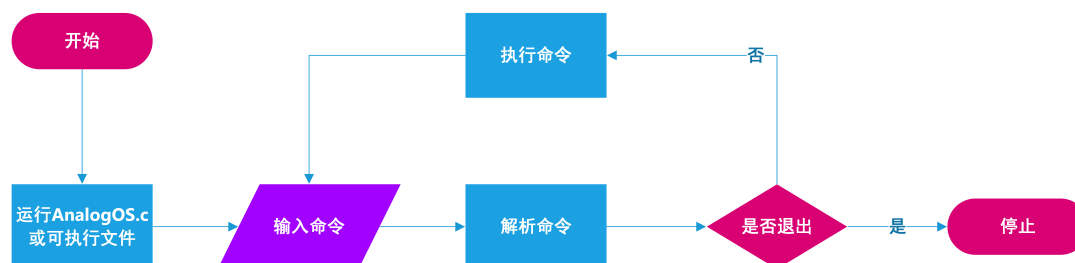 开始
执行命令
否
运行AnalogOS.c
或可执行文件
输入命令
解析命令
是否退出
是
停止